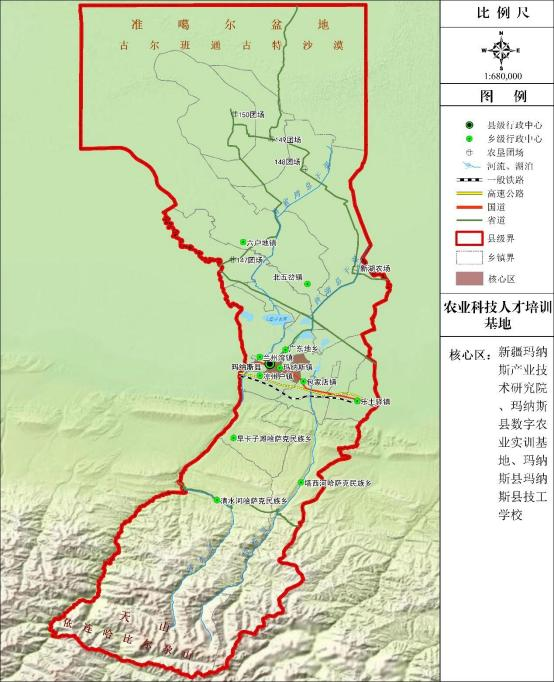 准噶尔盆地
古尔班通古特沙漠
150团场
149团场
148团场
六户地镇
147团场
新湖农场
北五岔镇
广东地乡
兰州湾镇
玛纳斯县
玛纳斯镇
凉州户镇
包家店镇
乐土驿镇
旱卡子滩哈萨克民族乡
塔西河哈萨克民族乡
清水河哈萨克民族乡
天山
依连哈比尔尕山
比例尺
N
W
E
S
1:680,000
图例
县级行政中心
乡级行政中心
农垦团场
河流、湖泊
一般铁路
高速公路
国道
省道
县级界
乡镇界
核心区
农业科技人才培训
基地
核心区：新疆玛纳
斯产业技
术研究院
、玛纳斯
县数字农
业实训基
地、玛纳
斯县玛纳
斯县技工
学校